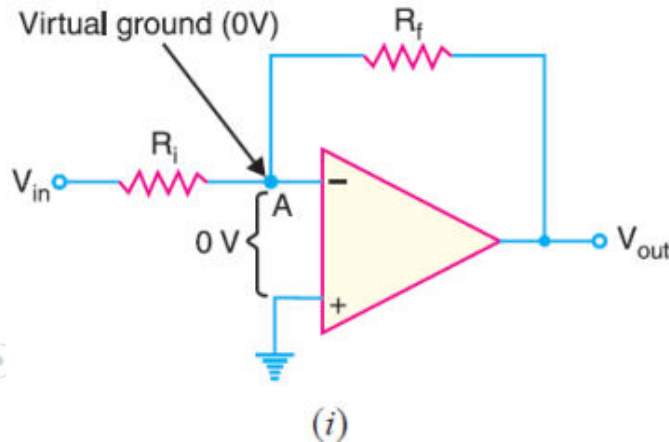 Virtual ground (0V)
R_f
R_i
V_in
A
−
0 V
+
V_out
(i)